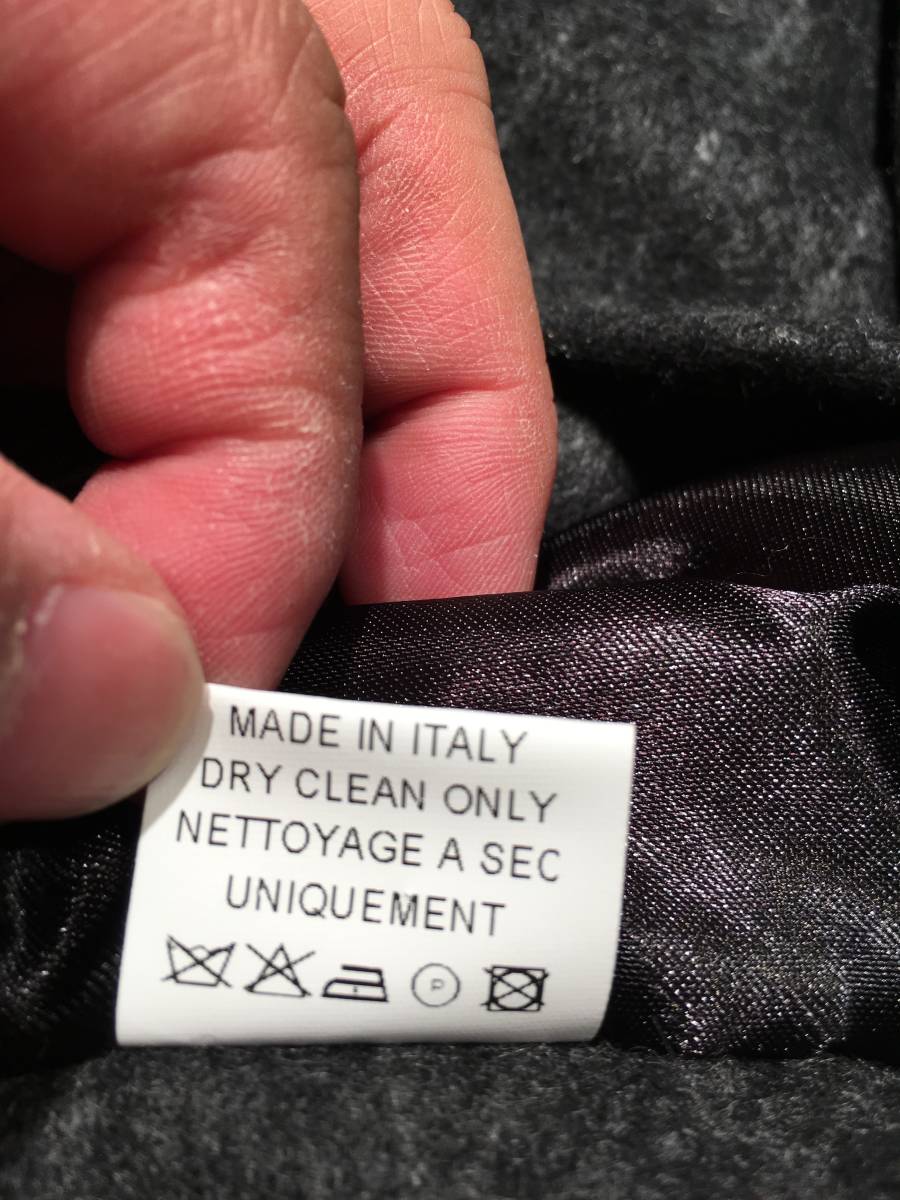 MADE IN ITALY
DRY CLEAN ONLY
NETTOYAGE A SEC
UNIQUEMENT
P